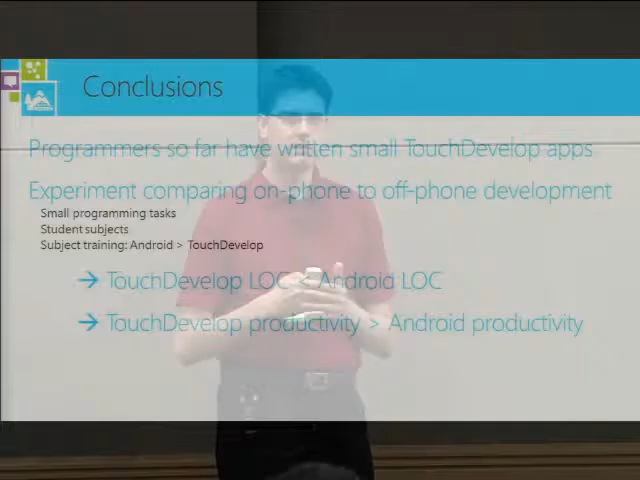 Conclusions
Programmers so far have written small TouchDevelop apps
Experiment comparing on-phone to off-phone development
Small programming tasks
Student subjects
Subject training: Android > TouchDevelop
→ TouchDevelop LOC < Android LOC
→ TouchDevelop productivity > Android productivity